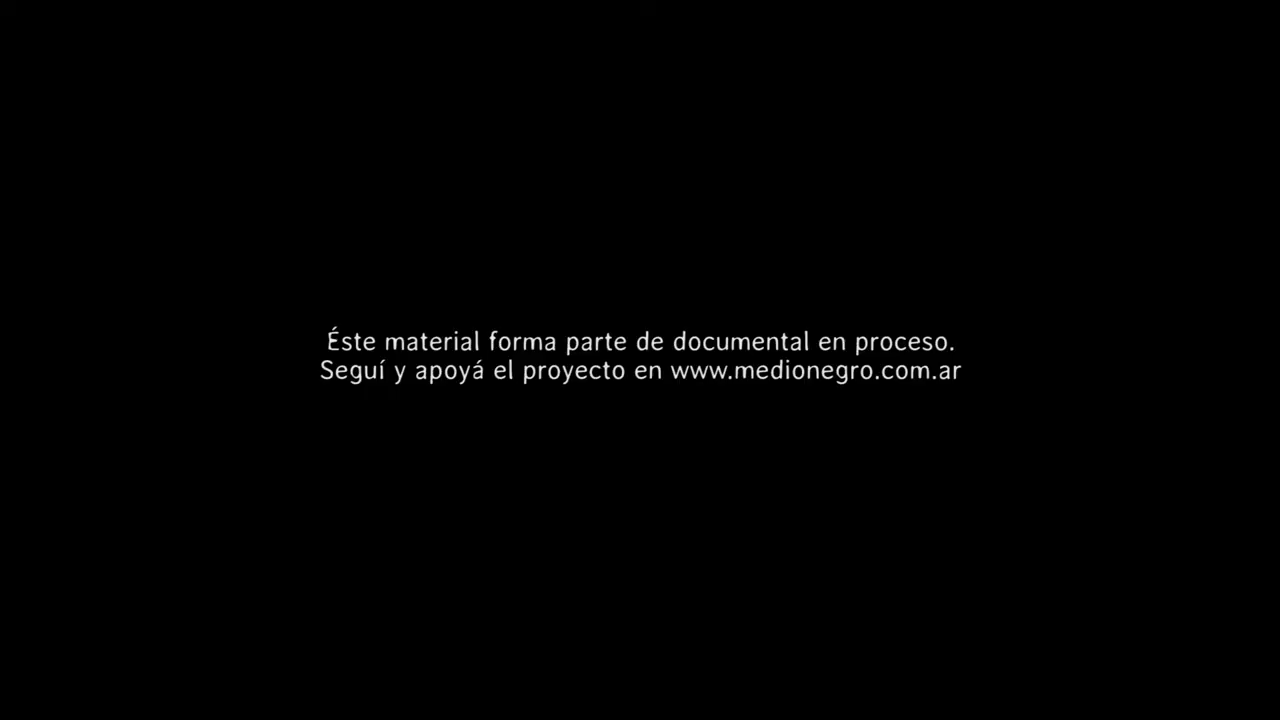 Éste material forma parte de documental en proceso.
Seguí y apoyá el proyecto en www.medionegro.com.ar